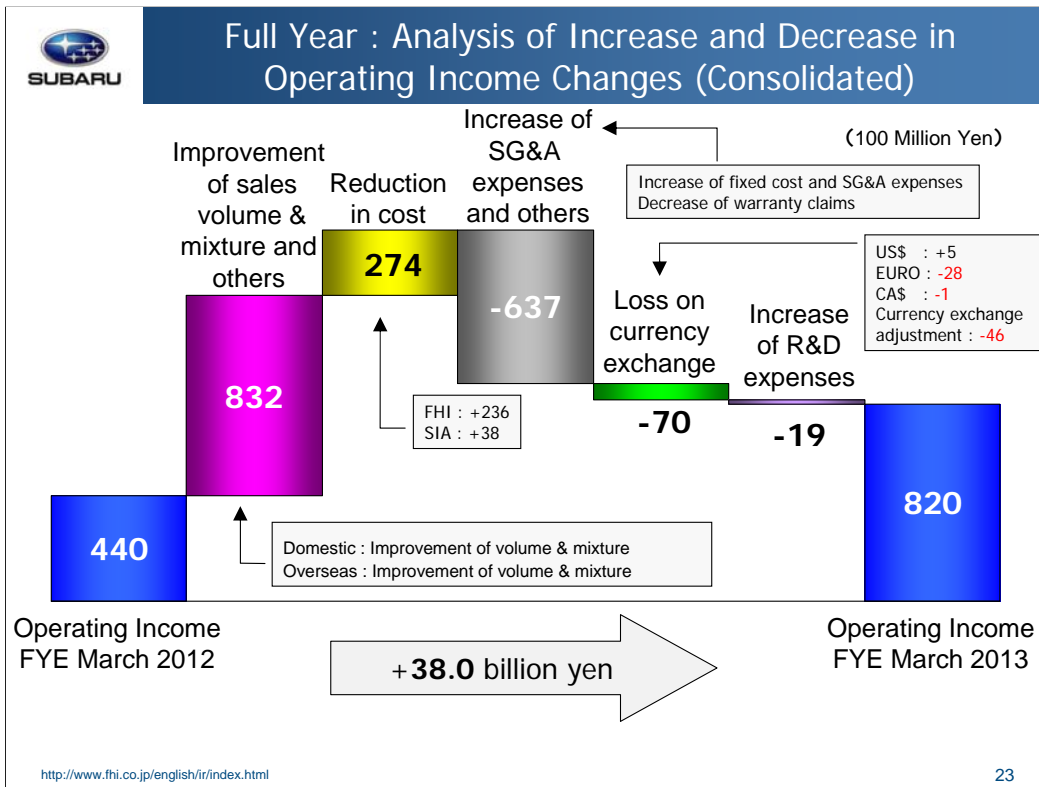 SUBARU
Full Year : Analysis of Increase and Decrease in
Operating Income Changes (Consolidated)
(100 Million Yen)
Improvement
of sales
volume &
mixture and
others
Reduction
in cost
Increase of
SG&A
expenses
and others
Increase of fixed cost and SG&A expenses
Decrease of warranty claims
US$ : +5
EURO : -28
CA$ : -1
Currency exchange
adjustment : -46
Loss on
currency
exchange
Increase
of R&D
expenses
440
832
274
-637
-70
-19
820
FHI : +236
SIA : +38
Domestic : Improvement of volume & mixture
Overseas : Improvement of volume & mixture
Operating Income
FYE March 2012
Operating Income
FYE March 2013
+38.0 billion yen
http://www.fhi.co.jp/english/ir/index.html
23